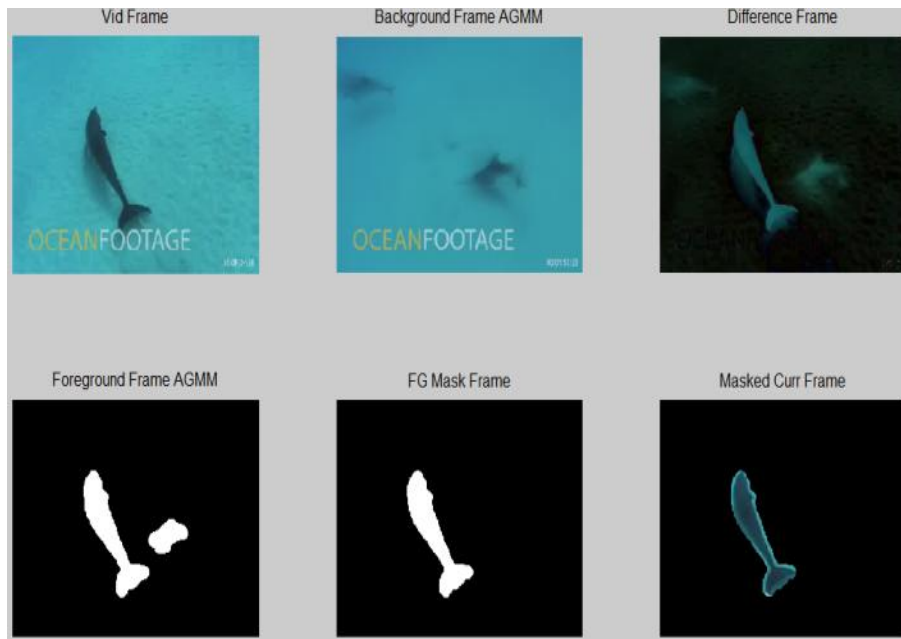 Vid Frame
Background Frame AGMM
Difference Frame
OCEANFOOTAGE
OCEANFOOTAGE
Foreground Frame AGMM
FG Mask Frame
Masked Curr Frame